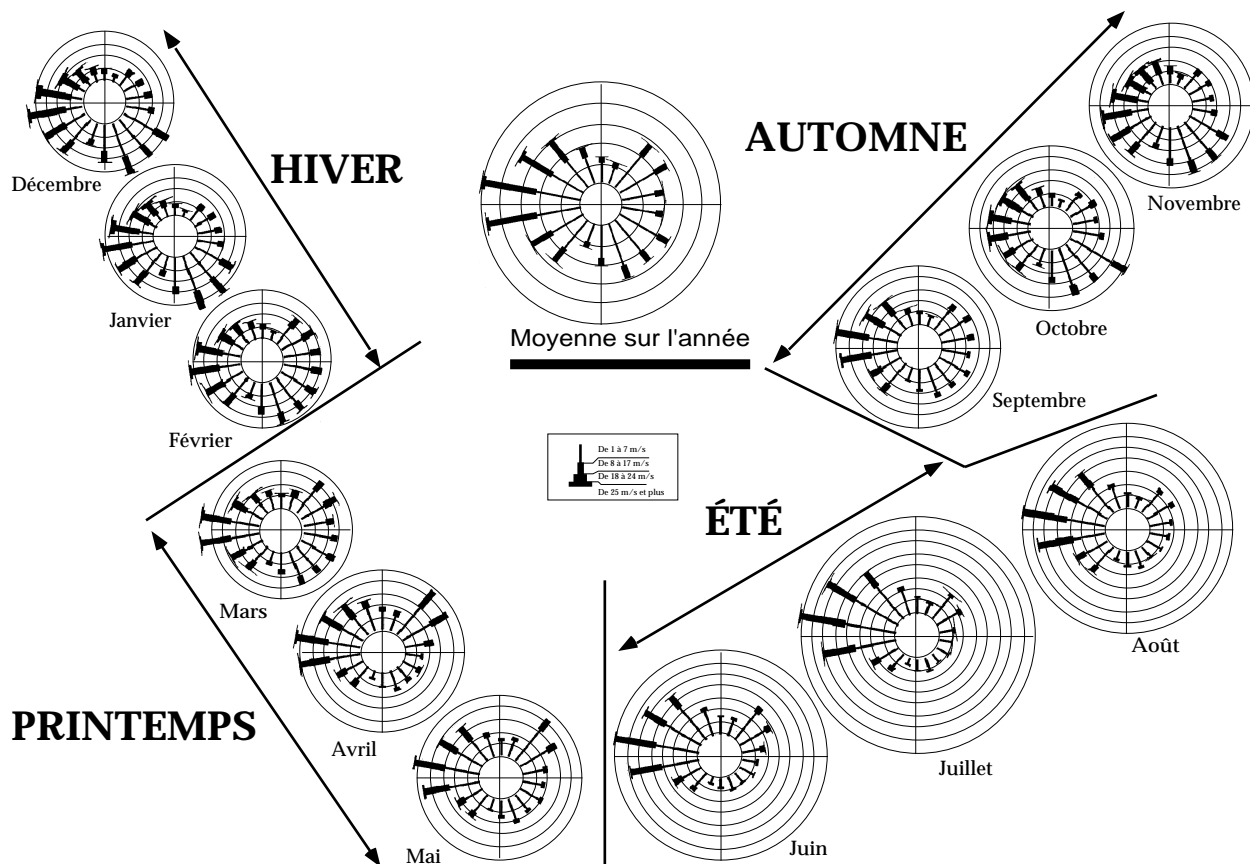 HIVER
Décembre
Janvier
Février
Moyenne sur l'année
AUTOMNE
Novembre
Octobre
Septembre
De 1 à 7 m/s
De 8 à 17 m/s
De 18 à 24 m/s
De 25 m/s et plus
PRINTEMPS
Mars
Avril
Mai
ÉTÉ
Août
Juillet
Juin